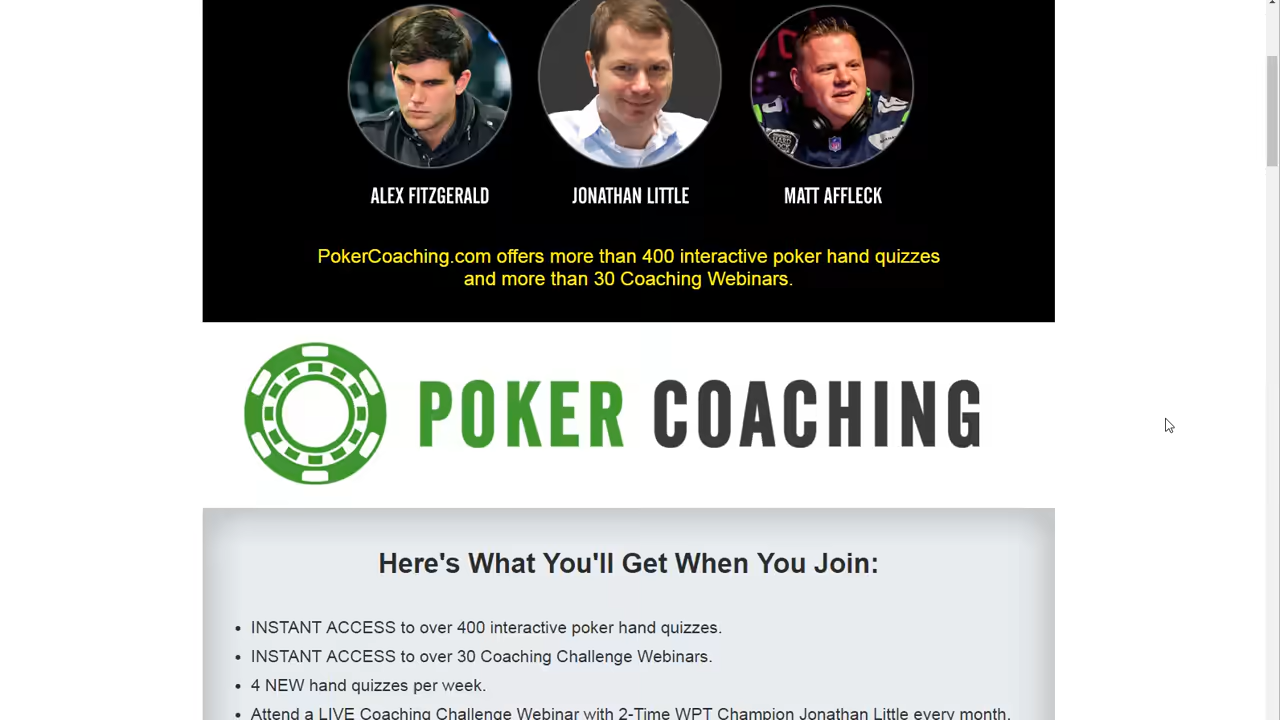 ALEX FITZGERALD
JONATHAN LITTLE
MATT AFFLECK
PokerCoaching.com offers more than 400 interactive poker hand quizzes
and more than 30 Coaching Webinars.
POKER COACHING
Here's What You'll Get When You Join:
• INSTANT ACCESS to over 400 interactive poker hand quizzes.
• INSTANT ACCESS to over 30 Coaching Challenge Webinars.
• 4 NEW hand quizzes per week.
• Attend a LIVE Coaching Challenge Webinar with 2-Time WPT Champion Jonathan Little every month.